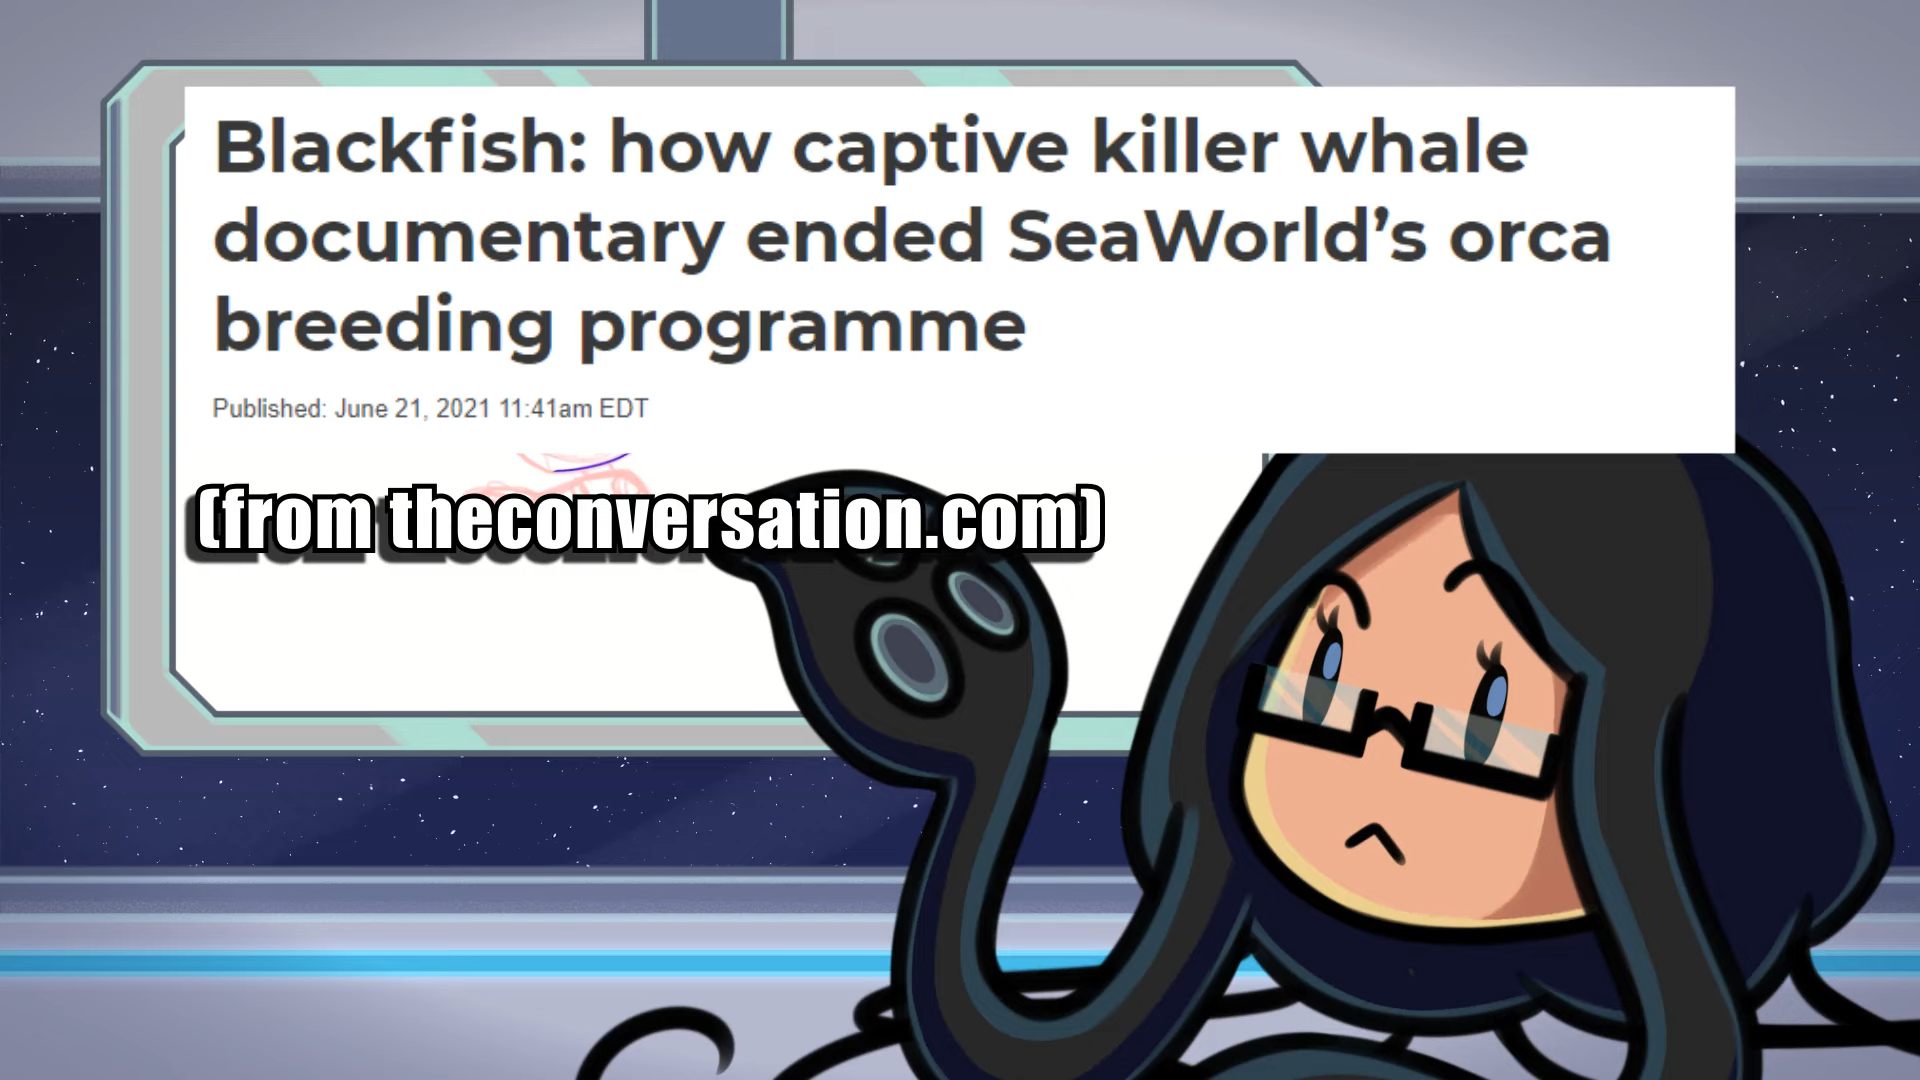 Blackfish: how captive killer whale
documentary ended SeaWorld’s orca
breeding programme
Published: June 21, 2021 11:41am EDT
(from theconversation.com)